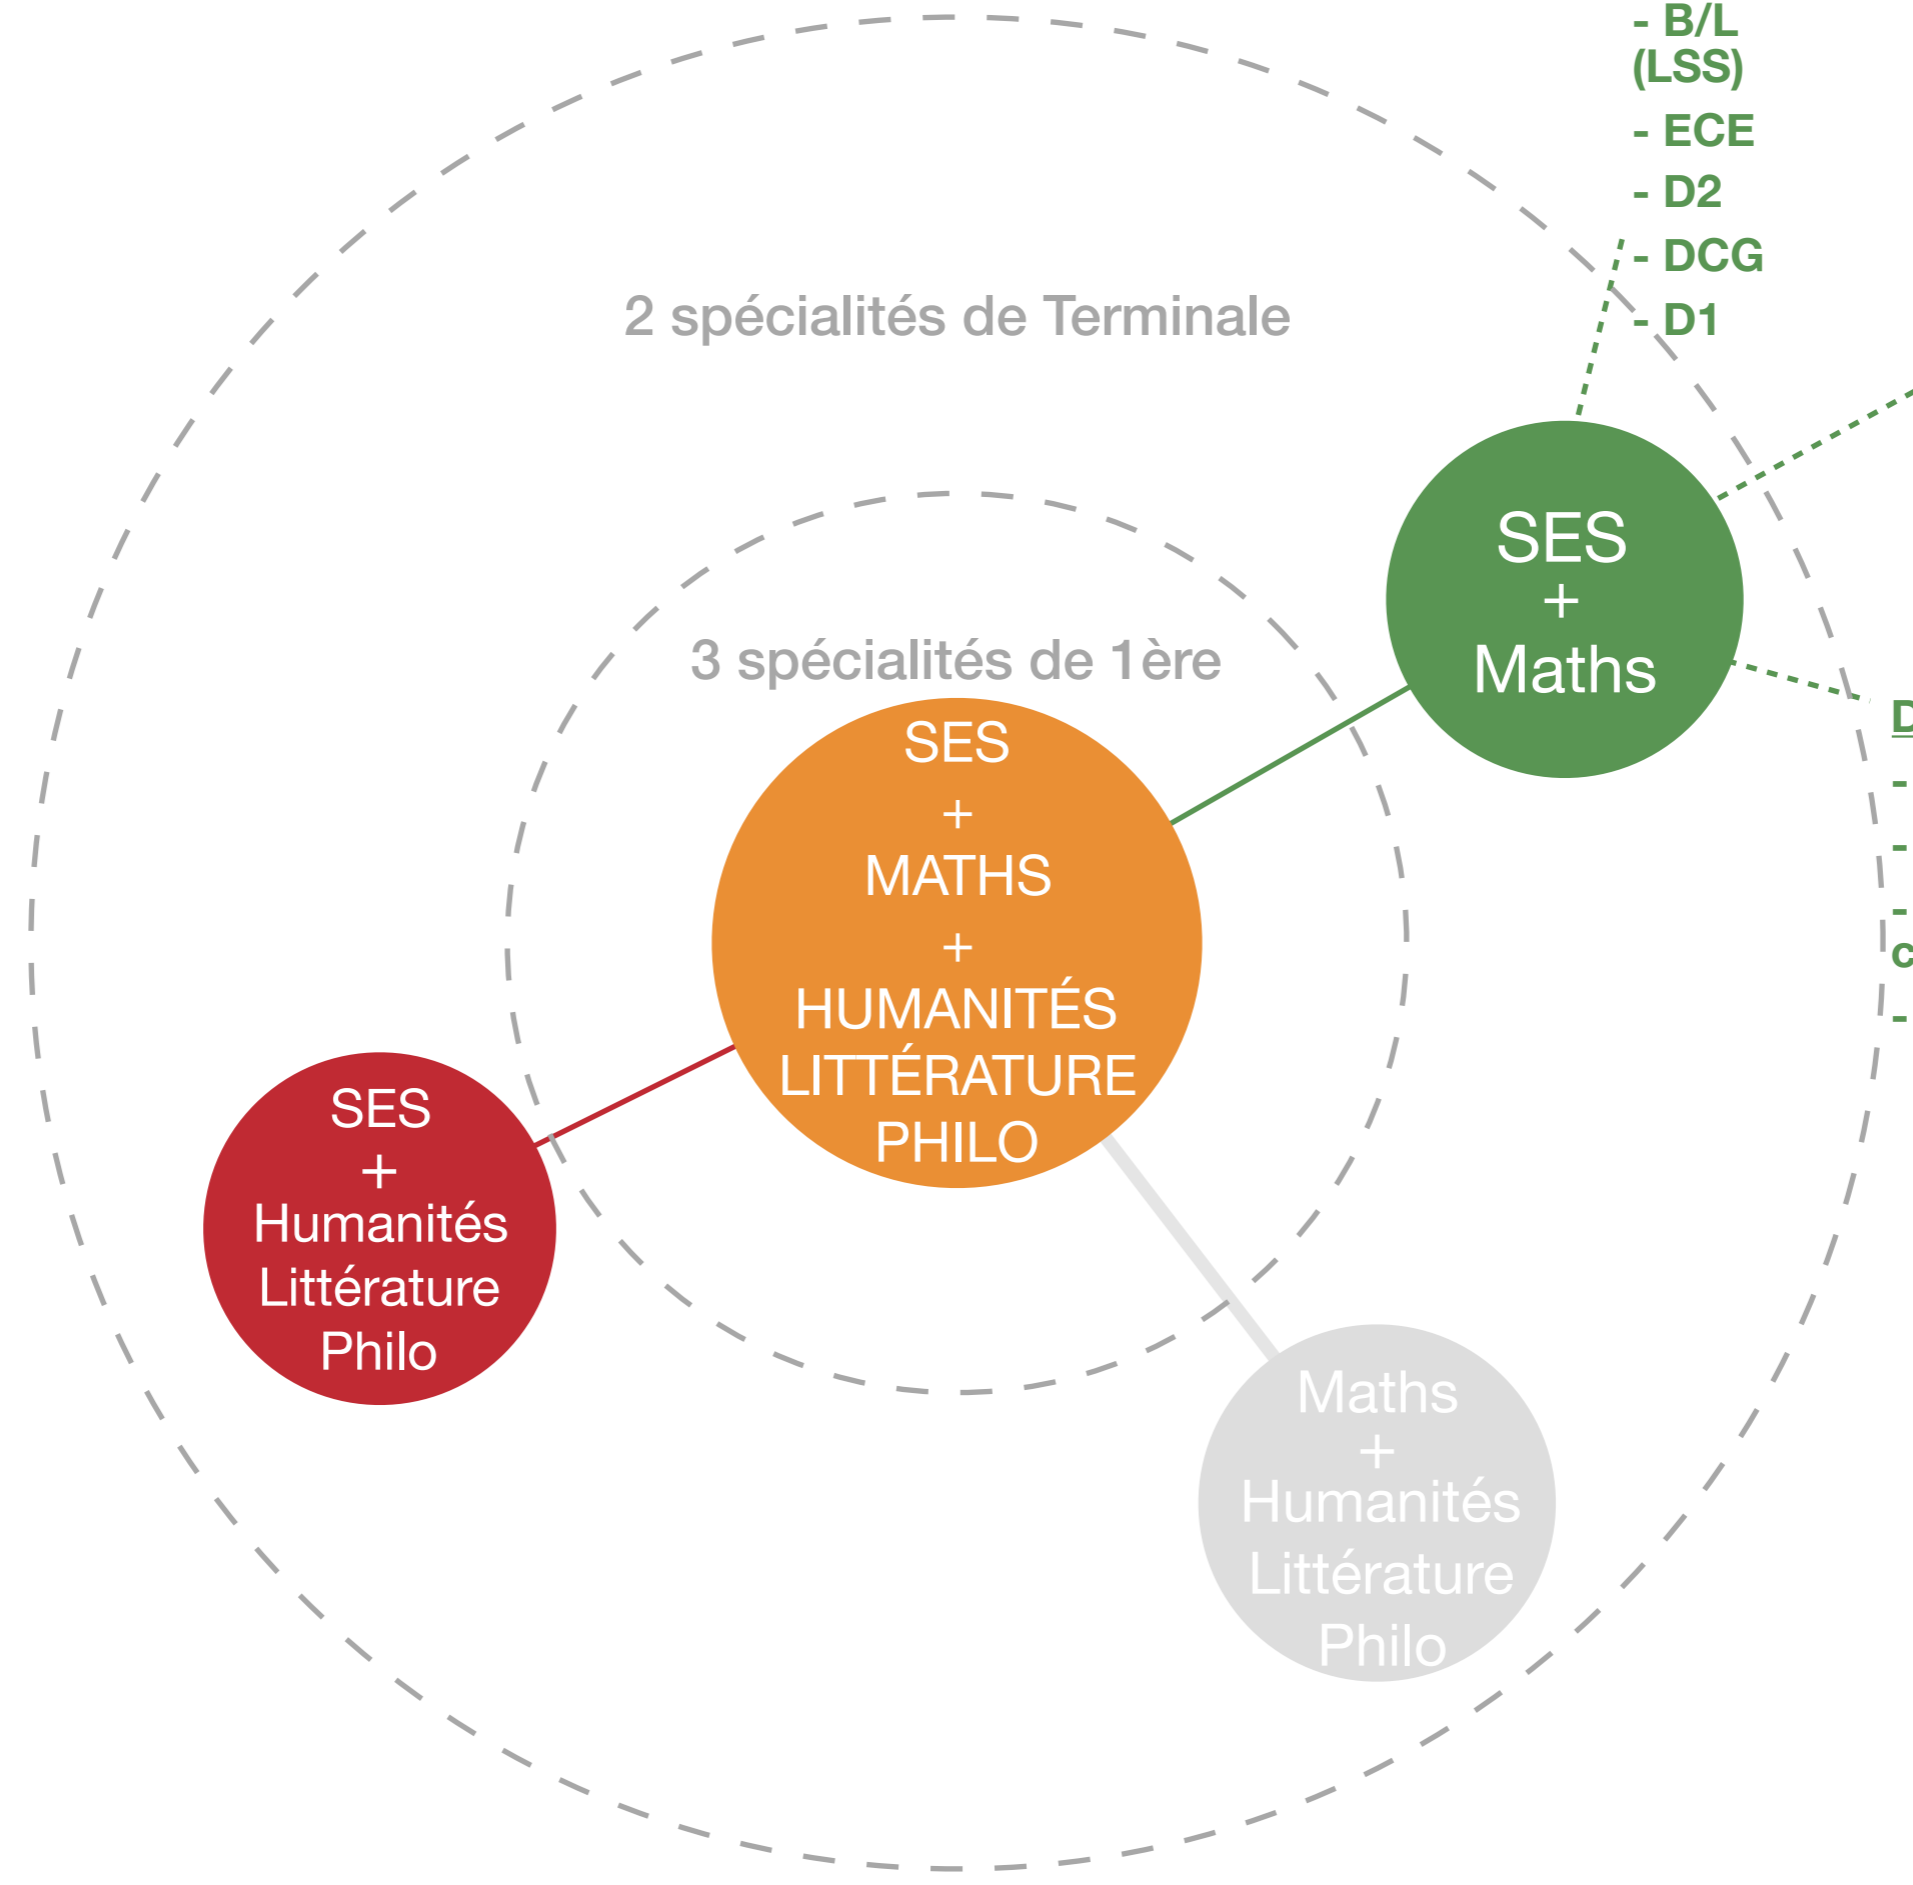 - B/L
(LSS)
- ECE
- D2
- DCG
- D1
2 spécialités de Terminale
SES
+
Maths
3 spécialités de 1ère
SES
+
MATHS
+
HUMANITÉS
LITTÉRATURE
PHILO
SES
+
Humanités
Littérature
Philo
Maths
+
Humanités
Littérature
Philo